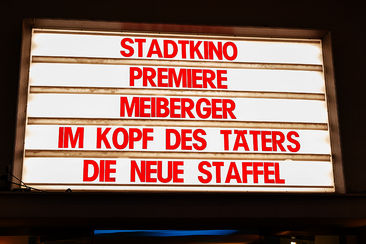 STADTKINO
PREMIERE
MEIBERGER
IM KOPF DES TÄTERS
DIE NEUE STAFFEL